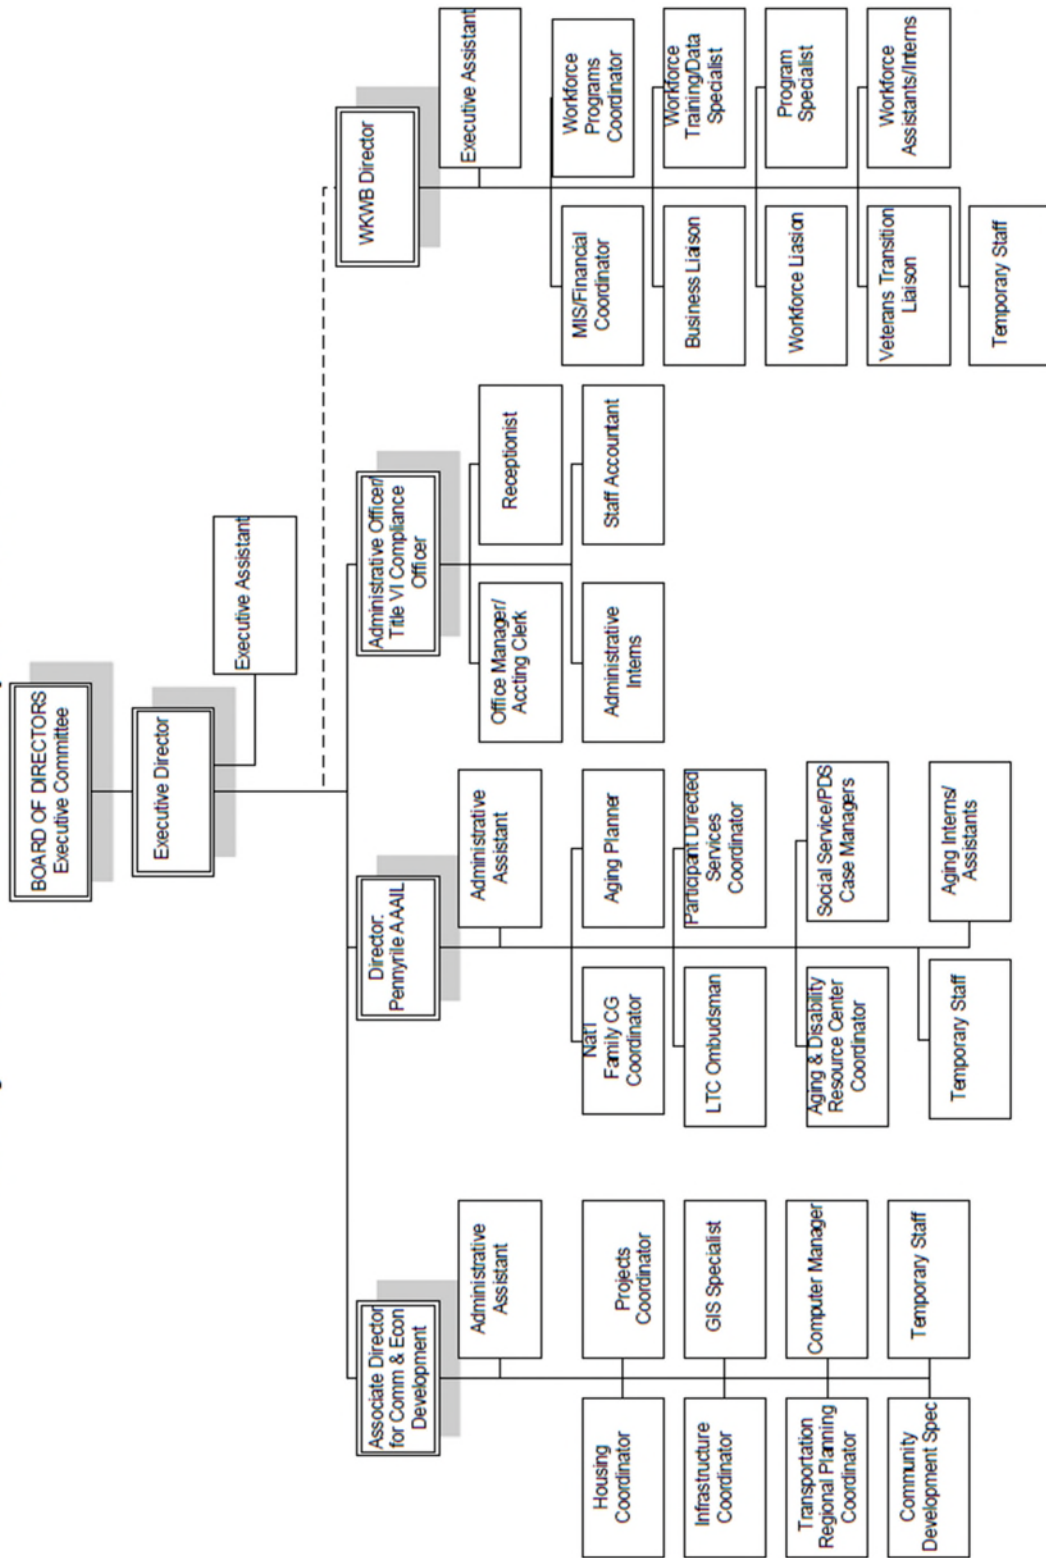 BOARD OF DIRECTORS
Executive Committee
Executive Director
Executive Assistant
Associate Director
for Comm & Econ
Development
Administrative
Assistant
Housing
Coordinator
Projects
Coordinator
Infrastructure
Coordinator
GIS Specialist
Transportation
Regional Planning
Coordinator
Computer Manager
Community
Development Spec
Temporary Staff
Director:
Pennyrile AAAIL
Administrative
Assistant
Nat'l
Family CG
Coordinator
Aging Planner
LTC Ombudsman
Participant Directed
Services
Coordinator
Aging & Disability
Resource Center
Coordinator
Social Service/PDS
Case Managers
Temporary Staff
Aging Interns/
Assistants
Administrative Officer/
Title VI Compliance
Officer
Office Manager/
Accting Clerk
Receptionist
Administrative
Interns
Staff Accountant
WKWB Director
Executive Assistant
MIS/Financial
Coordinator
Workforce
Programs
Coordinator
Business Liaison
Workforce
Training/Data
Specialist
Workforce Liasion
Program
Specialist
Veterans Transition
Liaison
Workforce
Assistants/Interns
Temporary Staff